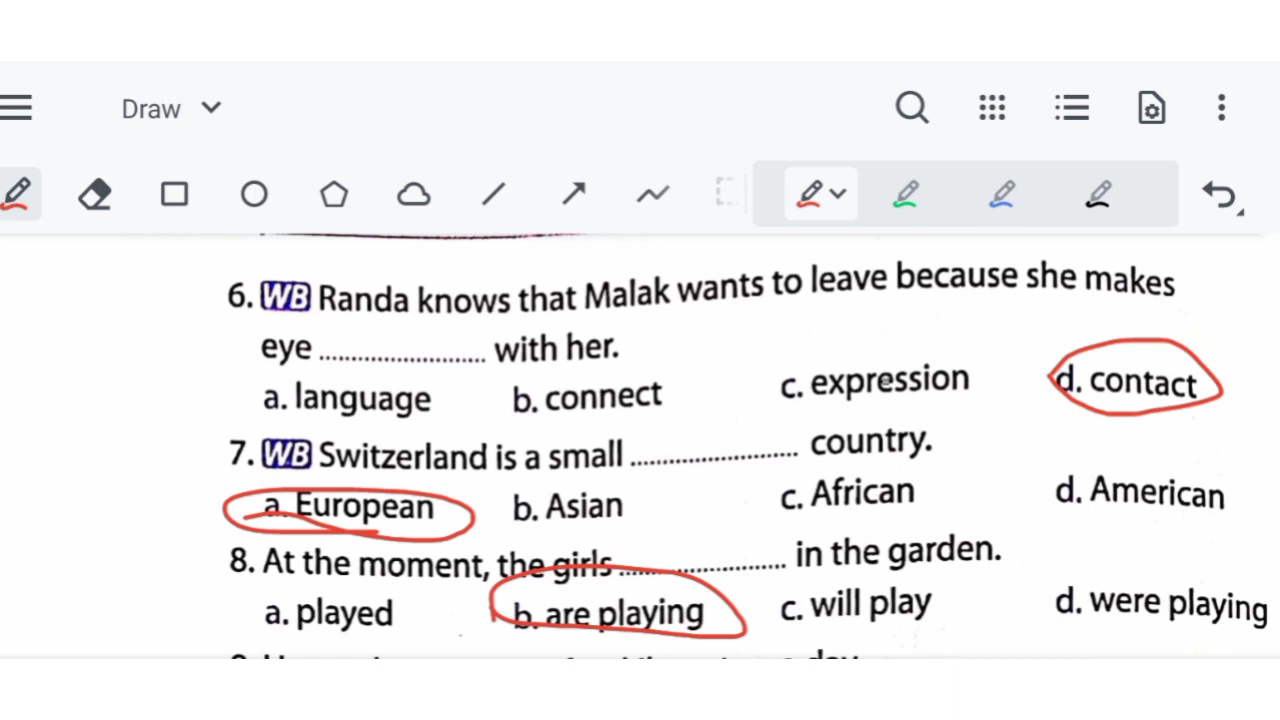 Draw
6. WB Randa knows that Malak wants to leave because she makes
eye ........................ with her.
a. language b. connect c. expression d. contact
7. WB Switzerland is a small ........................ country.
a. European b. Asian c. African d. American
8. At the moment, the girls ........................ in the garden.
a. played b. are playing c. will play d. were playing